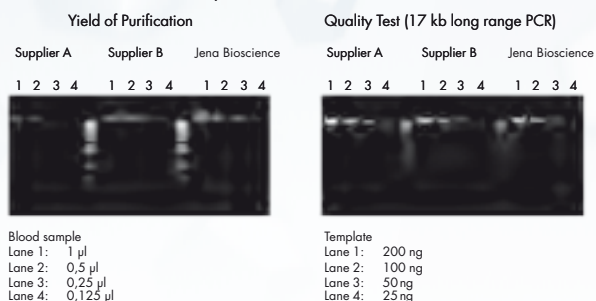 Yield of Purification
Supplier A Supplier B Jena Bioscience
1 2 3 4 1 2 3 4 1 2 3 4
Blood sample
Lane 1: 1 µl
Lane 2: 0,5 µl
Lane 3: 0,25 µl
Lane 4: 0,125 µl
Quality Test (17 kb long range PCR)
Supplier A Supplier B Jena Bioscience
1 2 3 4 1 2 3 4 1 2 3 4
Template
Lane 1: 200 ng
Lane 2: 100 ng
Lane 3: 50 ng
Lane 4: 25 ng